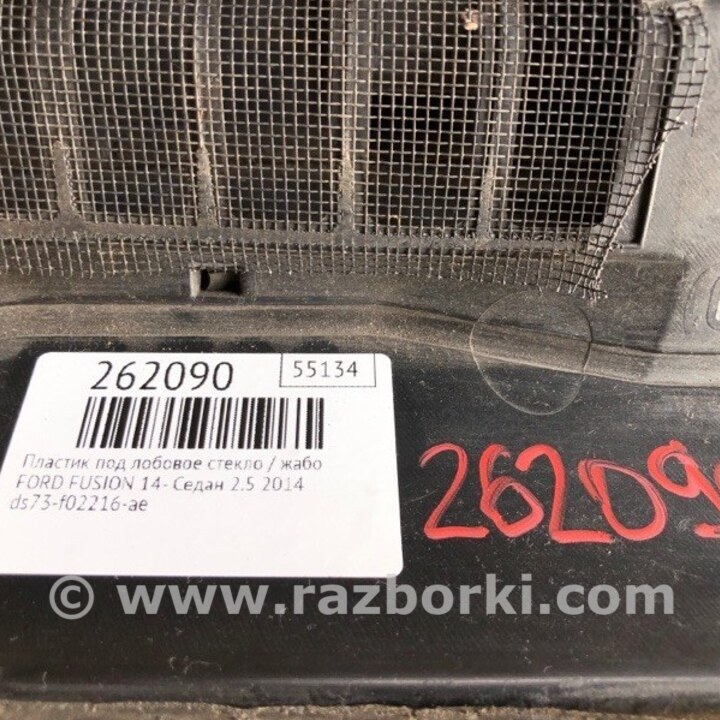 262090
55134
Пластик под лобовое стекло / жабо
FORD FUSION 14- Седан 2.5 2014
ds73-f02216-ae
26209
© www.razborki.com